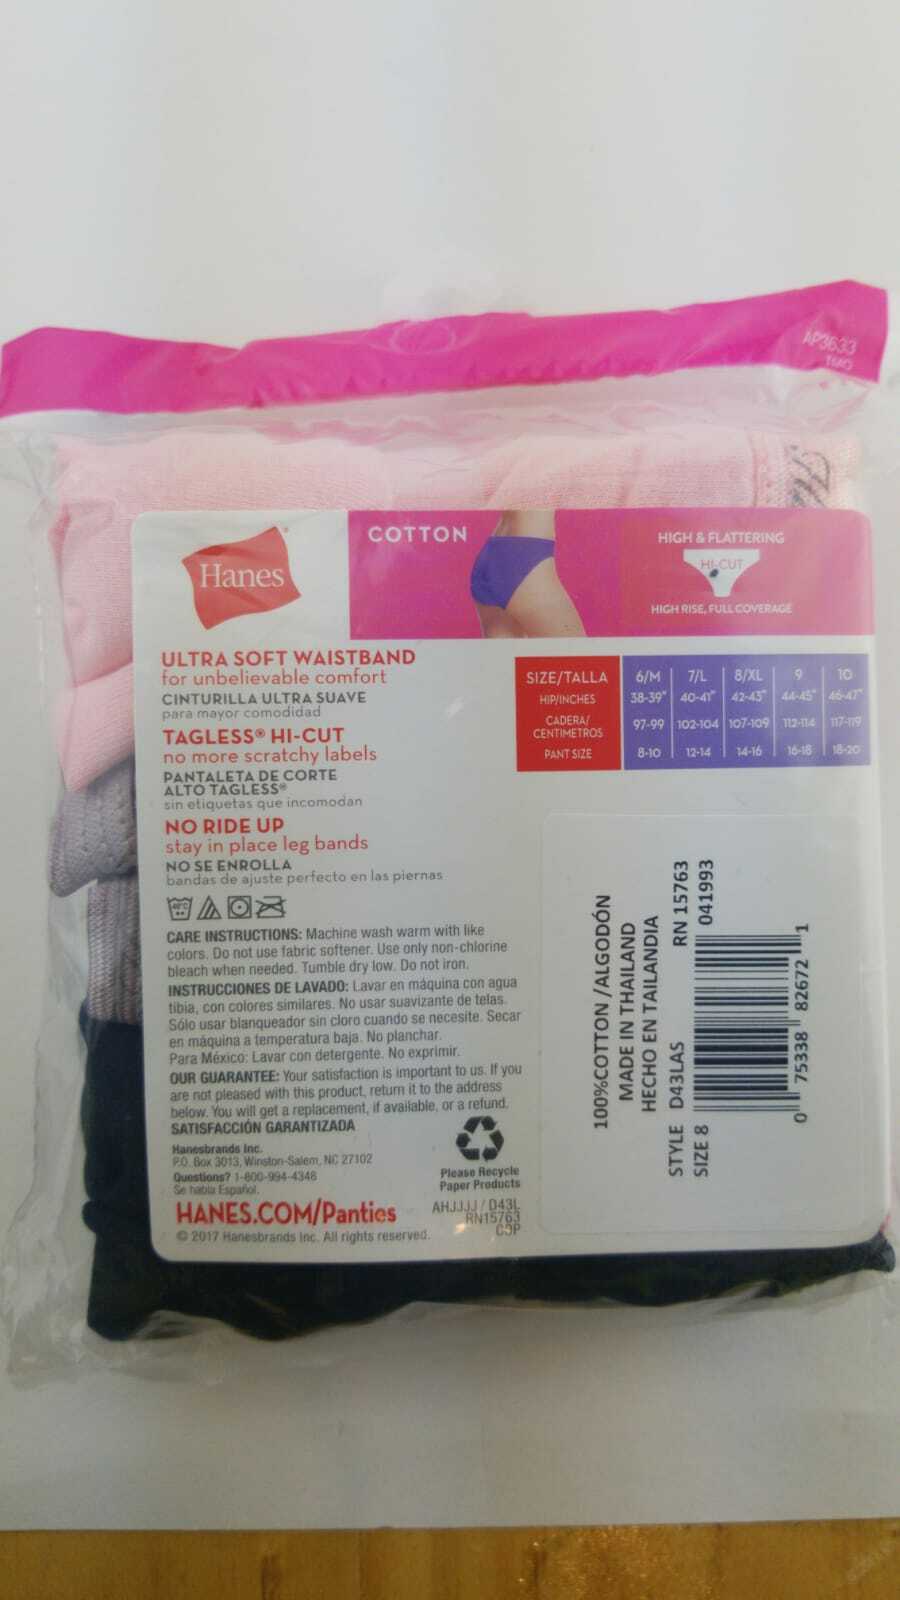 AP3633
TMO
Hanes
COTTON
HIGH & FLATTERING
HI-CUT
HIGH RISE, FULL COVERAGE
ULTRA SOFT WAISTBAND
for unbelievable comfort
CINTURILLA ULTRA SUAVE
para mayor comodidad
TAGLESS® HI-CUT
no more scratchy labels
PANTALETA DE CORTE
ALTO TAGLESS®
sin etiquetas que incomodan
NO RIDE UP
stay in place leg bands
NO SE ENROLLA
bandas de ajuste perfecto en las piernas
SIZE/TALLA 6/M 7/L 8/XL 9 10
HIP/INCHES 38-39" 40-41" 42-43" 44-45" 46-47"
CADERA/
CENTIMETROS 97-99 102-104 107-109 112-114 117-119
PANT SIZE 8-10 12-14 14-16 16-18 18-20
40°C
CARE INSTRUCTIONS: Machine wash warm with like
colors. Do not use fabric softener. Use only non-chlorine
bleach when needed. Tumble dry low. Do not iron.
INSTRUCCIONES DE LAVADO: Lavar en máquina con agua
tibia, con colores similares. No usar suavizante de telas.
Sólo usar blanqueador sin cloro cuando se necesite. Secar
en máquina a temperatura baja. No planchar.
Para México: Lavar con detergente. No exprimir.
OUR GUARANTEE: Your satisfaction is important to us. If you
are not pleased with this product, return it to the address
below. You will get a replacement, if available, or a refund.
SATISFACCIÓN GARANTIZADA
Hanesbrands Inc.
P.O. Box 3013, Winston-Salem, NC 27102
Questions? 1-800-994-4348
Se habla Español.
HANES.COM/Panties
© 2017 Hanesbrands Inc. All rights reserved.
Please Recycle
Paper Products
AHJJJJ / D43L
RN15763
COP
100%COTTON /ALGODÓN
MADE IN THAILAND
HECHO EN TAILANDIA
STYLE D43LAS RN 15763
SIZE 8 041993
0 75338 82672 1